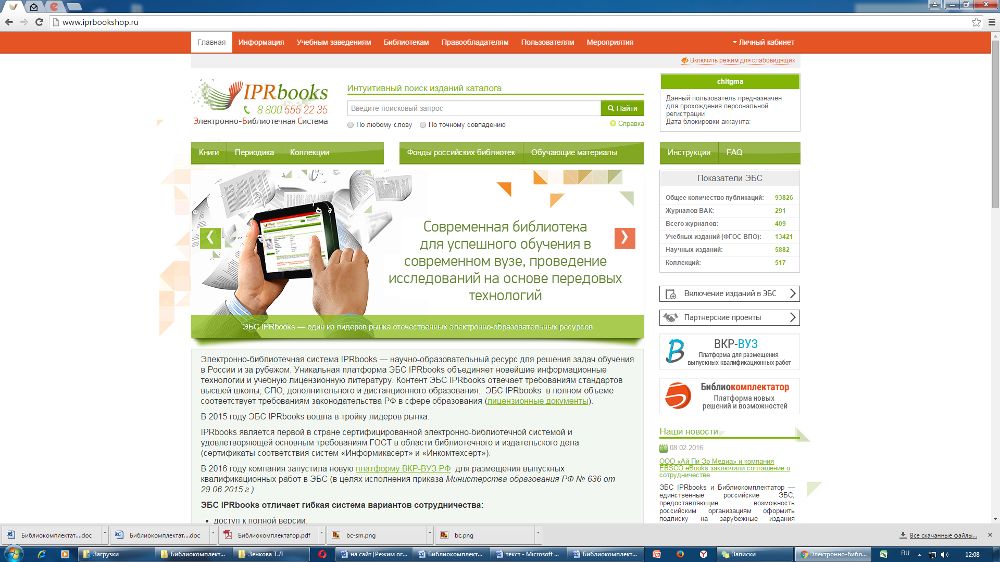 www.iprbookshop.ru
Главная Информация Учебным заведениям Библиотекам Правообладателям Пользователям Мероприятия Личный кабинет
Включить режим для слабовидящих
IPRbooks
8 800 555 22 35
Электронно-Библиотечная Система
Интуитивный поиск изданий каталога
Введите поисковый запрос
Найти
По любому слову По точному совпадению
Справка
chitgma
Данный пользователь предназначен
для прохождения персональной
регистрации
Дата блокировки аккаунта:
Книги Периодика Коллекции
Фонды российских библиотек Обучающие материалы
Инструкции FAQ
Современная библиотека
для успешного обучения в
современном вузе, проведение
исследований на основе передовых
технологий
ЭБС IPRbooks — один из лидеров рынка отечественных электронно-образовательных ресурсов
Показатели ЭБС
Общее количество публикаций: 93826
Журналов ВАК: 291
Всего журналов: 409
Учебных изданий (ФГОС ВПО): 13421
Научных изданий: 5882
Коллекций: 517
Включение изданий в ЭБС
Партнерские проекты
ВКР-ВУЗ
Платформа для размещения
выпускных квалификационных работ
Библиокомплектатор
Платформа новых
решений и возможностей
Электронно-библиотечная система IPRbooks — научно-образовательный ресурс для решения задач обучения
в России и за рубежом. Уникальная платформа ЭБС IPRbooks объединяет новейшие информационные
технологии и учебную лицензионную литературу. Контент ЭБС IPRbooks отвечает требованиям стандартов
высшей школы, СПО, дополнительного и дистанционного образования. ЭБС IPRbooks в полном объеме
соответствует требованиям законодательства РФ в сфере образования (лицензионные документы).
В 2015 году ЭБС IPRbooks вошла в тройку лидеров рынка.
IPRbooks является первой в стране сертифицированной электронно-библиотечной системой и
удовлетворяющей основным требованиям ГОСТ в области библиотечного и издательского дела
(сертификаты соответствия систем «Информикасерт» и «Инкомтехсерт»).
В 2016 году компания запустила новую платформу ВКР-ВУЗ.РФ для размещения выпускных
квалификационных работ в ЭБС (в целях исполнения приказа Министерства образования РФ № 636 от
29.06.2015 г.).
ЭБС IPRbooks отличает гибкая система вариантов сотрудничества:
доступ к полной версии;
Наши новости
08.02.2016
ООО «Ай Пи Эр Медиа» и компания
EBSCO eBooks заключили соглашение о
сотрудничестве.
ЭБС IPRbooks и Библиокомплектатор —
единственные российские ЭБС,
предоставляющие возможность
российским организациям оформить
подписку на зарубежные издания
Библиокомплектат....doc Библиокомплектат....doc Библиокомплектатор.pdf bc-sm.png bc.png Все скачанные файлы...
Загрузки Библиокомплект... Зенкова Т.Л на сайт [Режим ог... Библиокомплект... текст - Microsoft ... Библиокомплект... Записки Электронно-библ... RU 12:08